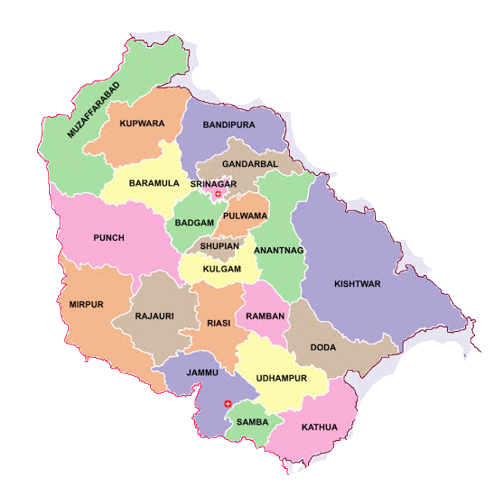 MUZAFFARABAD
KUPWARA
BANDIPURA
GANDARBAL
BARAMULA
SRINAGAR
BADGAM
PULWAMA
PUNCH
SHUPIAN
ANANTNAG
KULGAM
KISHTWAR
MIRPUR
RAJAURI
RIASI
RAMBAN
DODA
JAMMU
UDHAMPUR
SAMBA
KATHUA